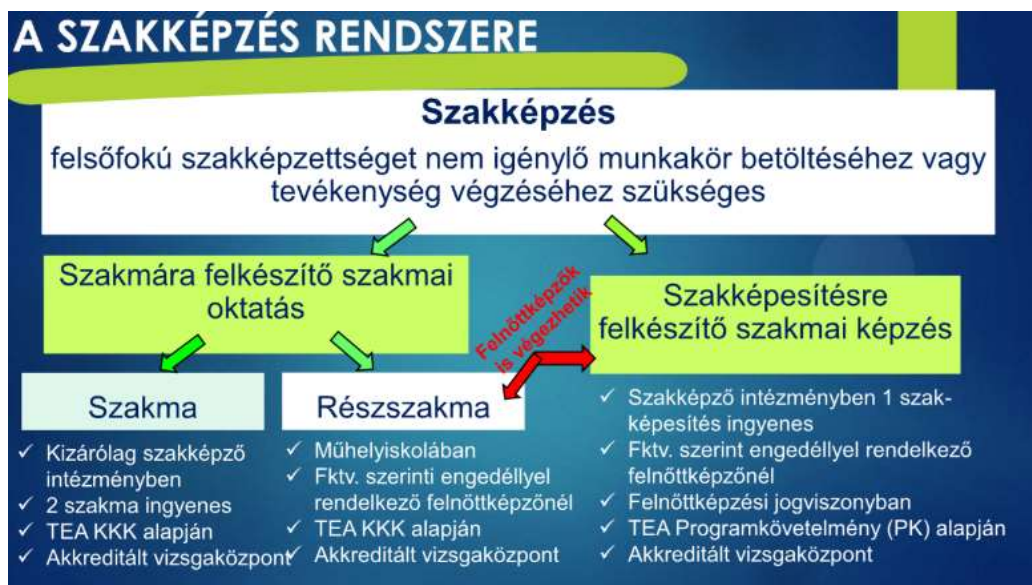 A SZAKKÉPZÉS RENDSZERE
Szakképzés
felsőfokú szakképzettséget nem igénylő munkakör betöltéséhez vagy
tevékenység végzéséhez szükséges
Szakmára felkészítő szakmai
oktatás
Felnőttképzők
is végezhetik
Szakképesítésre
felkészítő szakmai képzés
Szakma
✓ Kizárólag szakképző
intézményben
✓ 2 szakma ingyenes
✓ TEA KKK alapján
✓ Akkreditált vizsgaközpont
Részszakma
✓ Műhelyiskolában
✓ Fktv. szerinti engedéllyel
rendelkező felnőttképzőnél
✓ TEA KKK alapján
✓ Akkreditált vizsgaközpont
✓ Szakképző intézményben 1 szak-
képesítés ingyenes
✓ Fktv. szerint engedéllyel rendelkező
felnőttképzőnél
✓ Felnőttképzési jogviszonyban
✓ TEA Programkövetelmény (PK) alapján
✓ Akkreditált vizsgaközpont